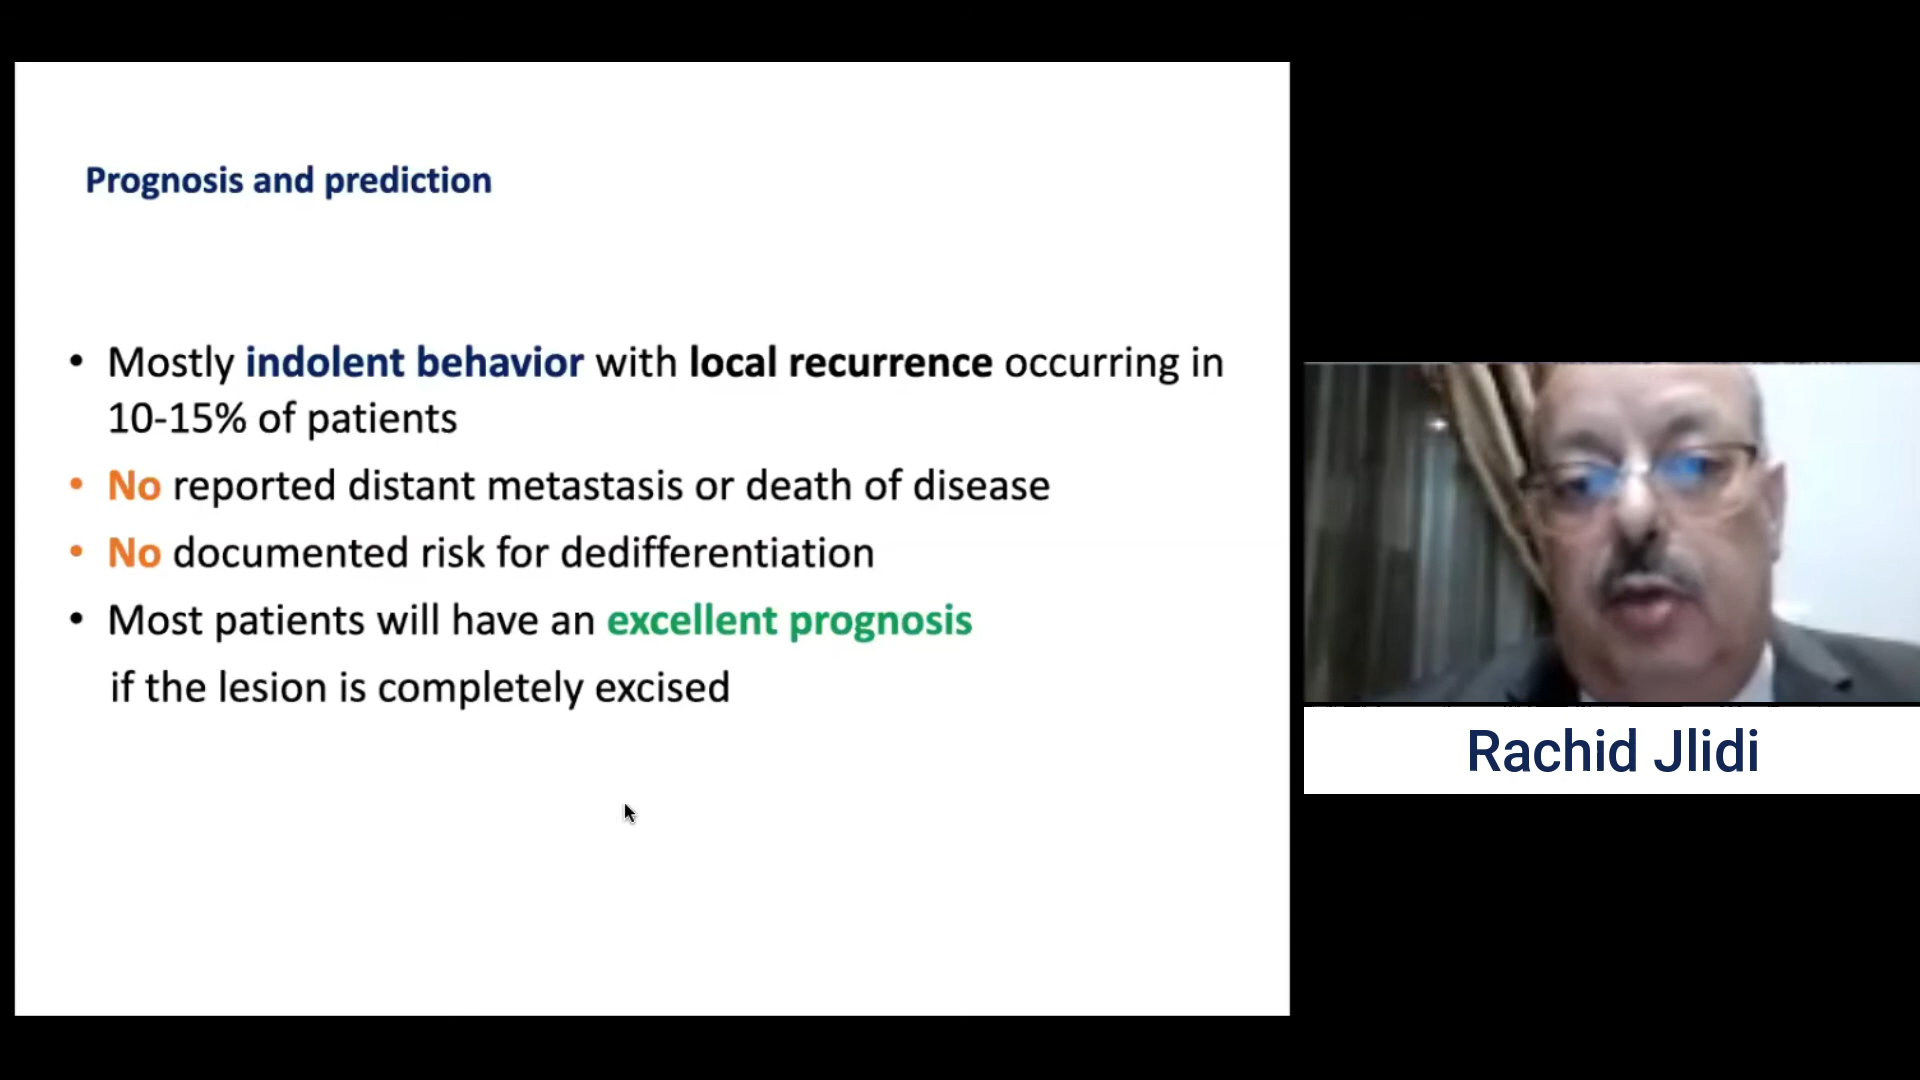 Prognosis and prediction
• Mostly indolent behavior with local recurrence occurring in
10-15% of patients
• No reported distant metastasis or death of disease
• No documented risk for dedifferentiation
• Most patients will have an excellent prognosis
if the lesion is completely excised
Rachid Jlidi